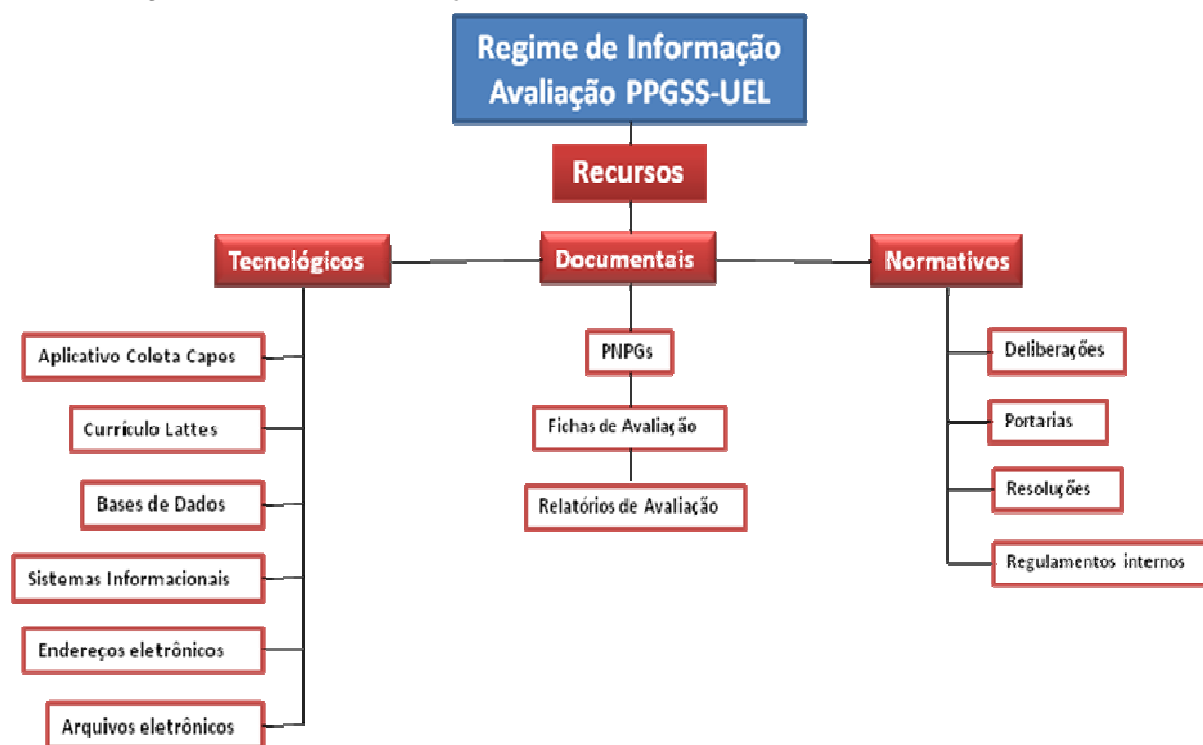 Regime de Informação
Avaliação PPGSS-UEL
Recursos
Tecnológicos
Documentais
Normativos
Aplicativo Coleta Capes
Currículo Lattes
Bases de Dados
Sistemas Informacionais
Endereços eletrônicos
Arquivos eletrônicos
PNPGs
Fichas de Avaliação
Relatórios de Avaliação
Deliberações
Portarias
Resoluções
Regulamentos internos